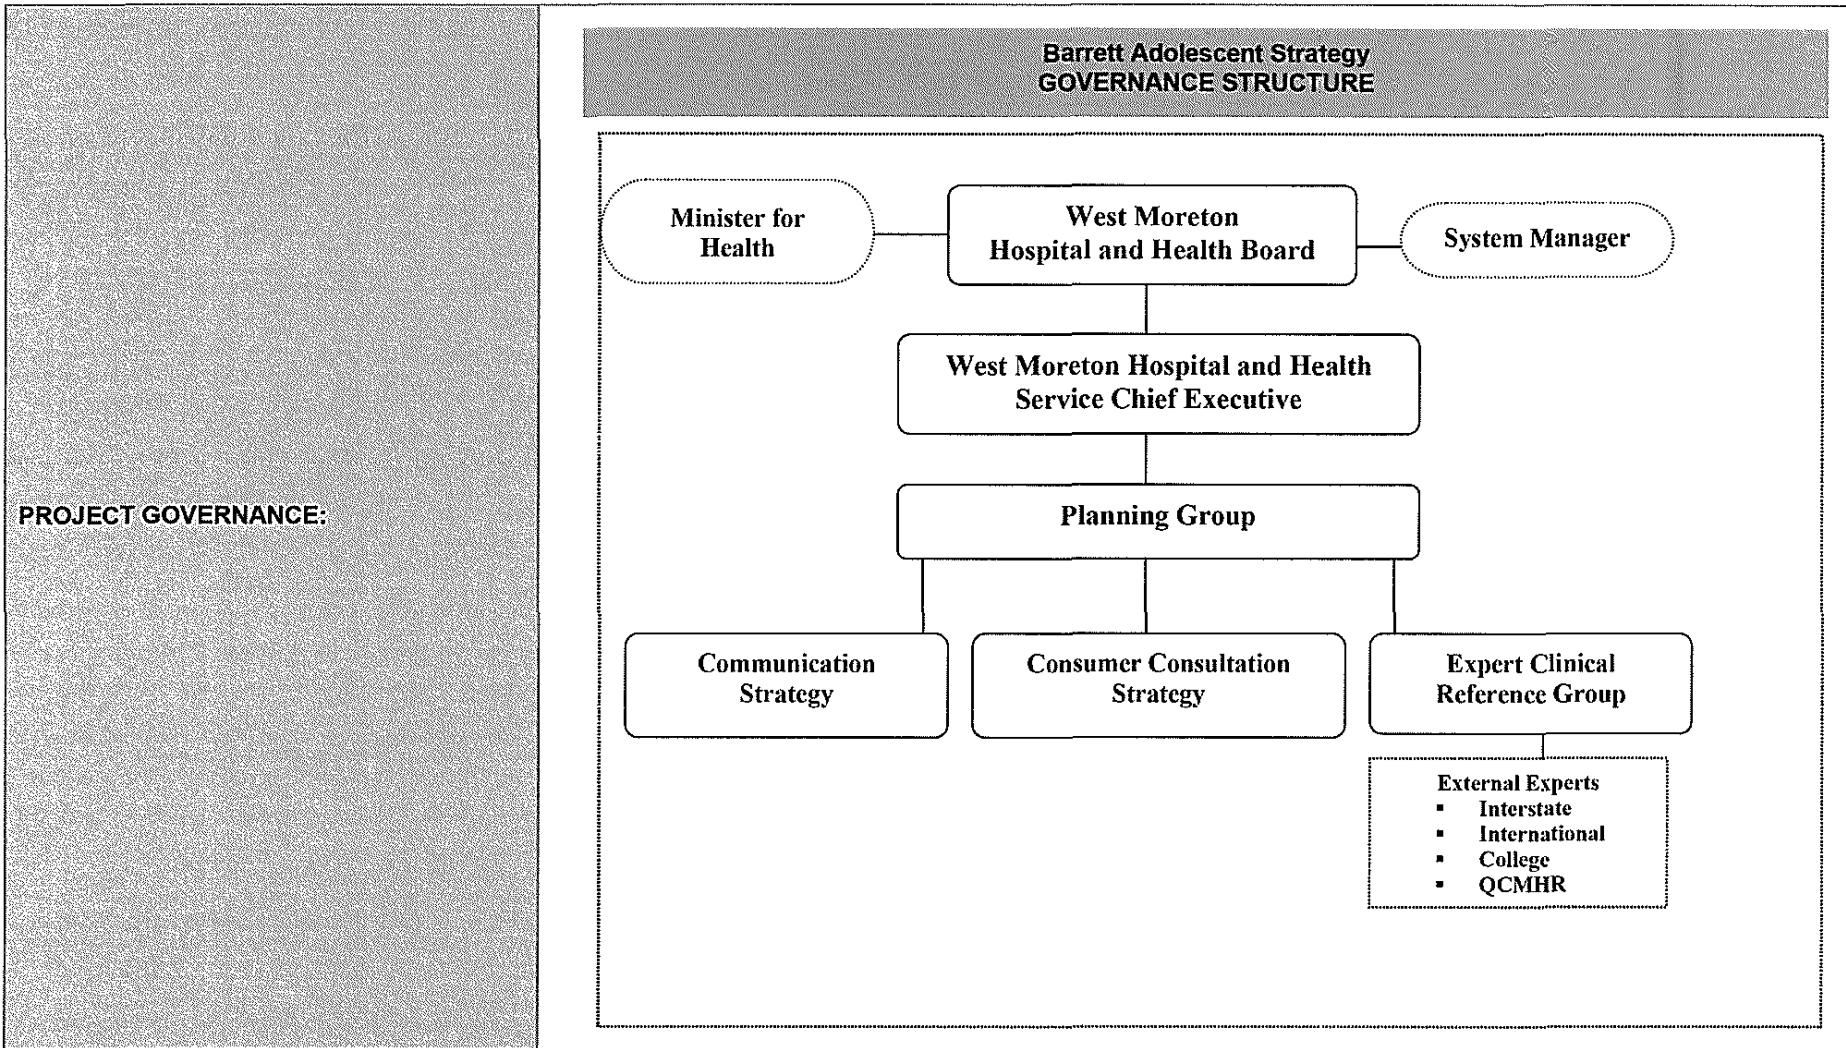 Barrett Adolescent Strategy
GOVERNANCE STRUCTURE
Minister for
Health
West Moreton
Hospital and Health Board
System Manager
West Moreton Hospital and Health
Service Chief Executive
PROJECT GOVERNANCE:
Planning Group
Communication
Strategy
Consumer Consultation
Strategy
Expert Clinical
Reference Group
External Experts
▪ Interstate
▪ International
▪ College
▪ QCMHR